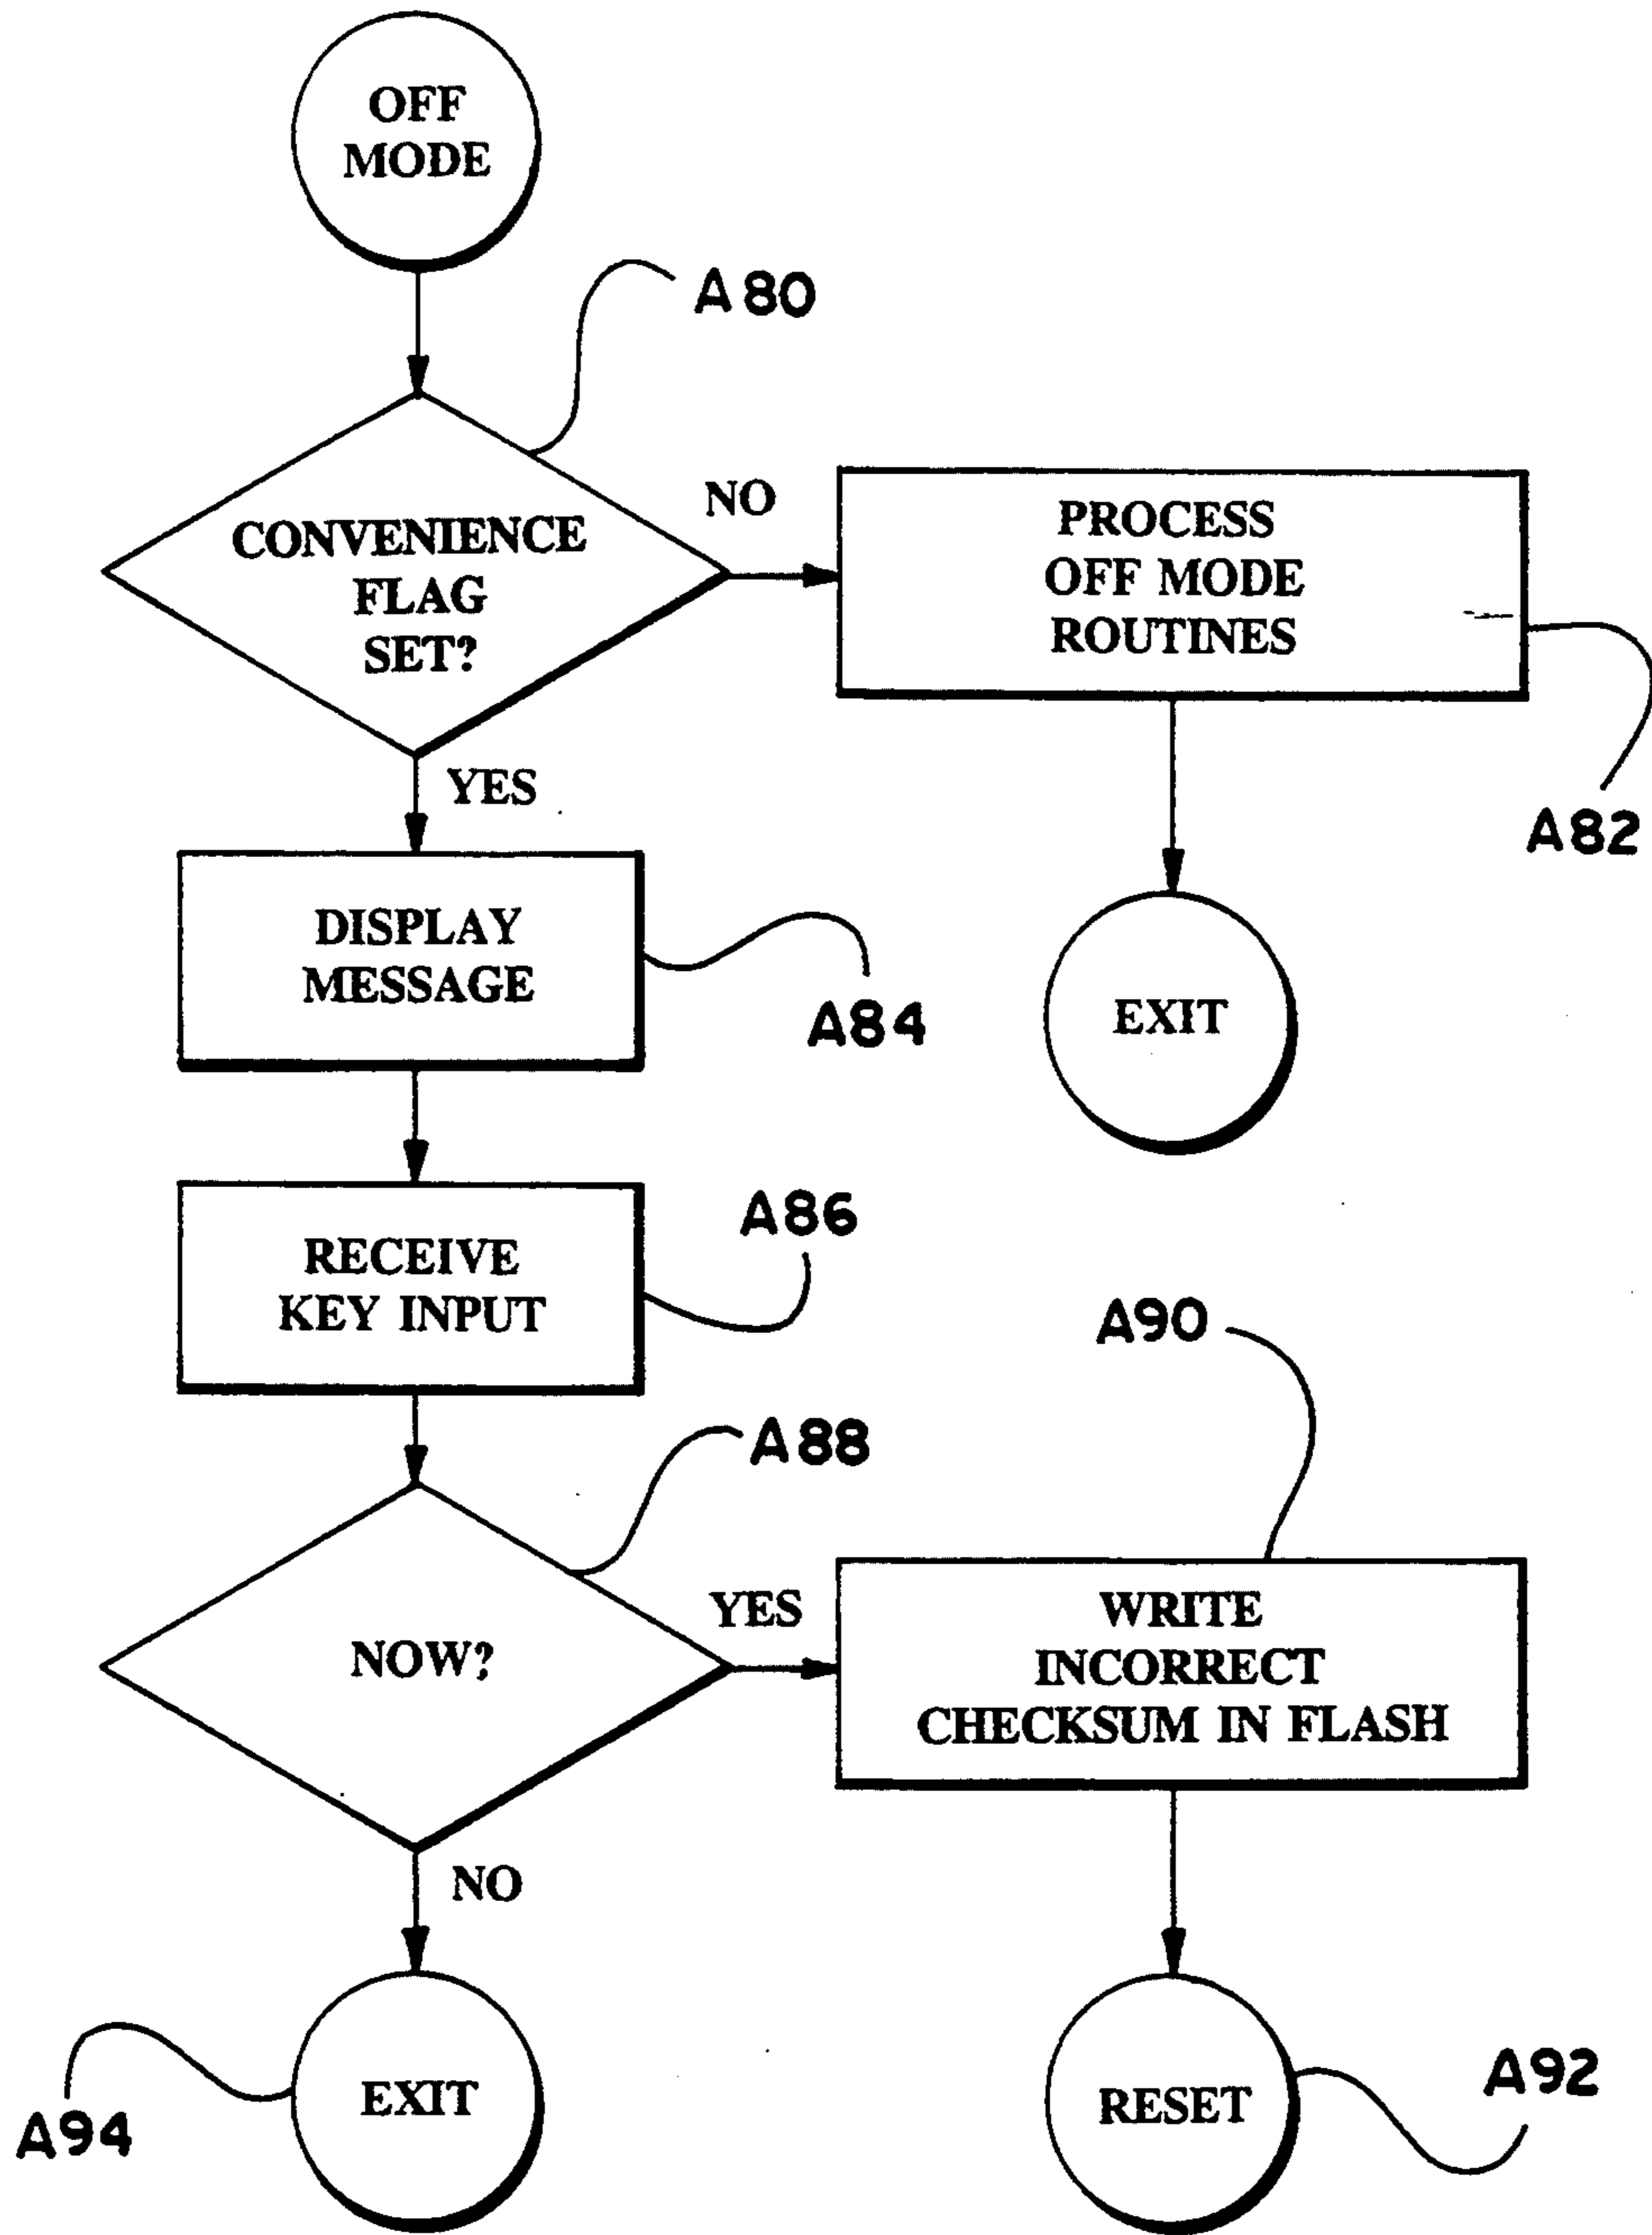 OFF
MODE
A80
CONVENIENCE
FLAG
SET?
NO
PROCESS
OFF MODE
ROUTINES
A82
YES
DISPLAY
MESSAGE
A84
EXIT
RECEIVE
KEY INPUT
A86
A90
A88
NOW?
YES
WRITE
INCORRECT
CHECKSUM IN FLASH
NO
EXIT
A94
RESET
A92